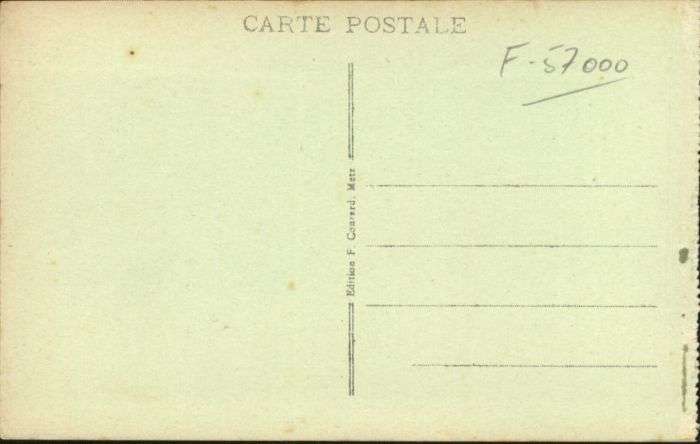 CARTE POSTALE
F-57000
Edition F. Conrard, Metz